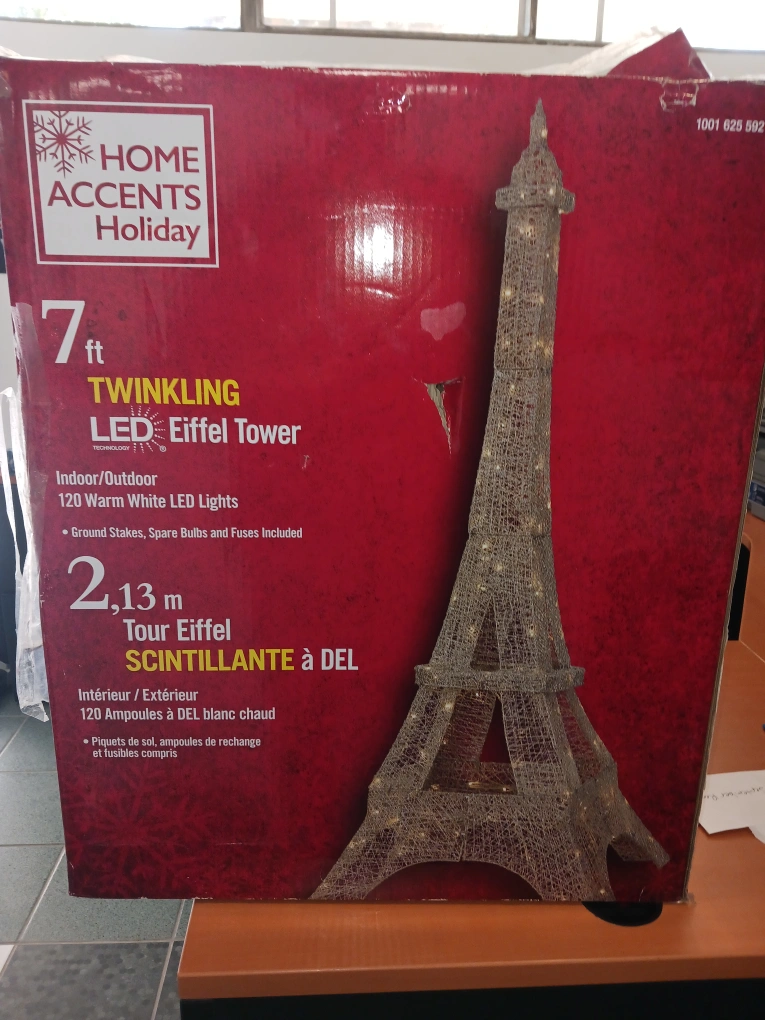 HOME
ACCENTS
Holiday
1001 625 592
7 ft
TWINKLING
LED Eiffel Tower
TECHNOLOGY ®
Indoor/Outdoor
120 Warm White LED Lights
• Ground Stakes, Spare Bulbs and Fuses Included
2,13 m
Tour Eiffel
SCINTILLANTE à DEL
Intérieur / Extérieur
120 Ampoules à DEL blanc chaud
• Piquets de sol, ampoules de rechange
et fusibles compris